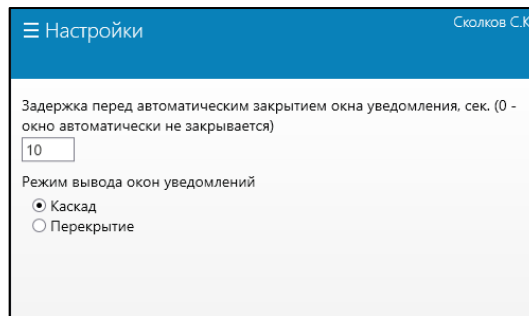 ☰ Настройки
Сколков С.К
Задержка перед автоматическим закрытием окна уведомления, сек. (0 -
окно автоматически не закрывается)
10
Режим вывода окон уведомлений
Каскад
Перекрытие